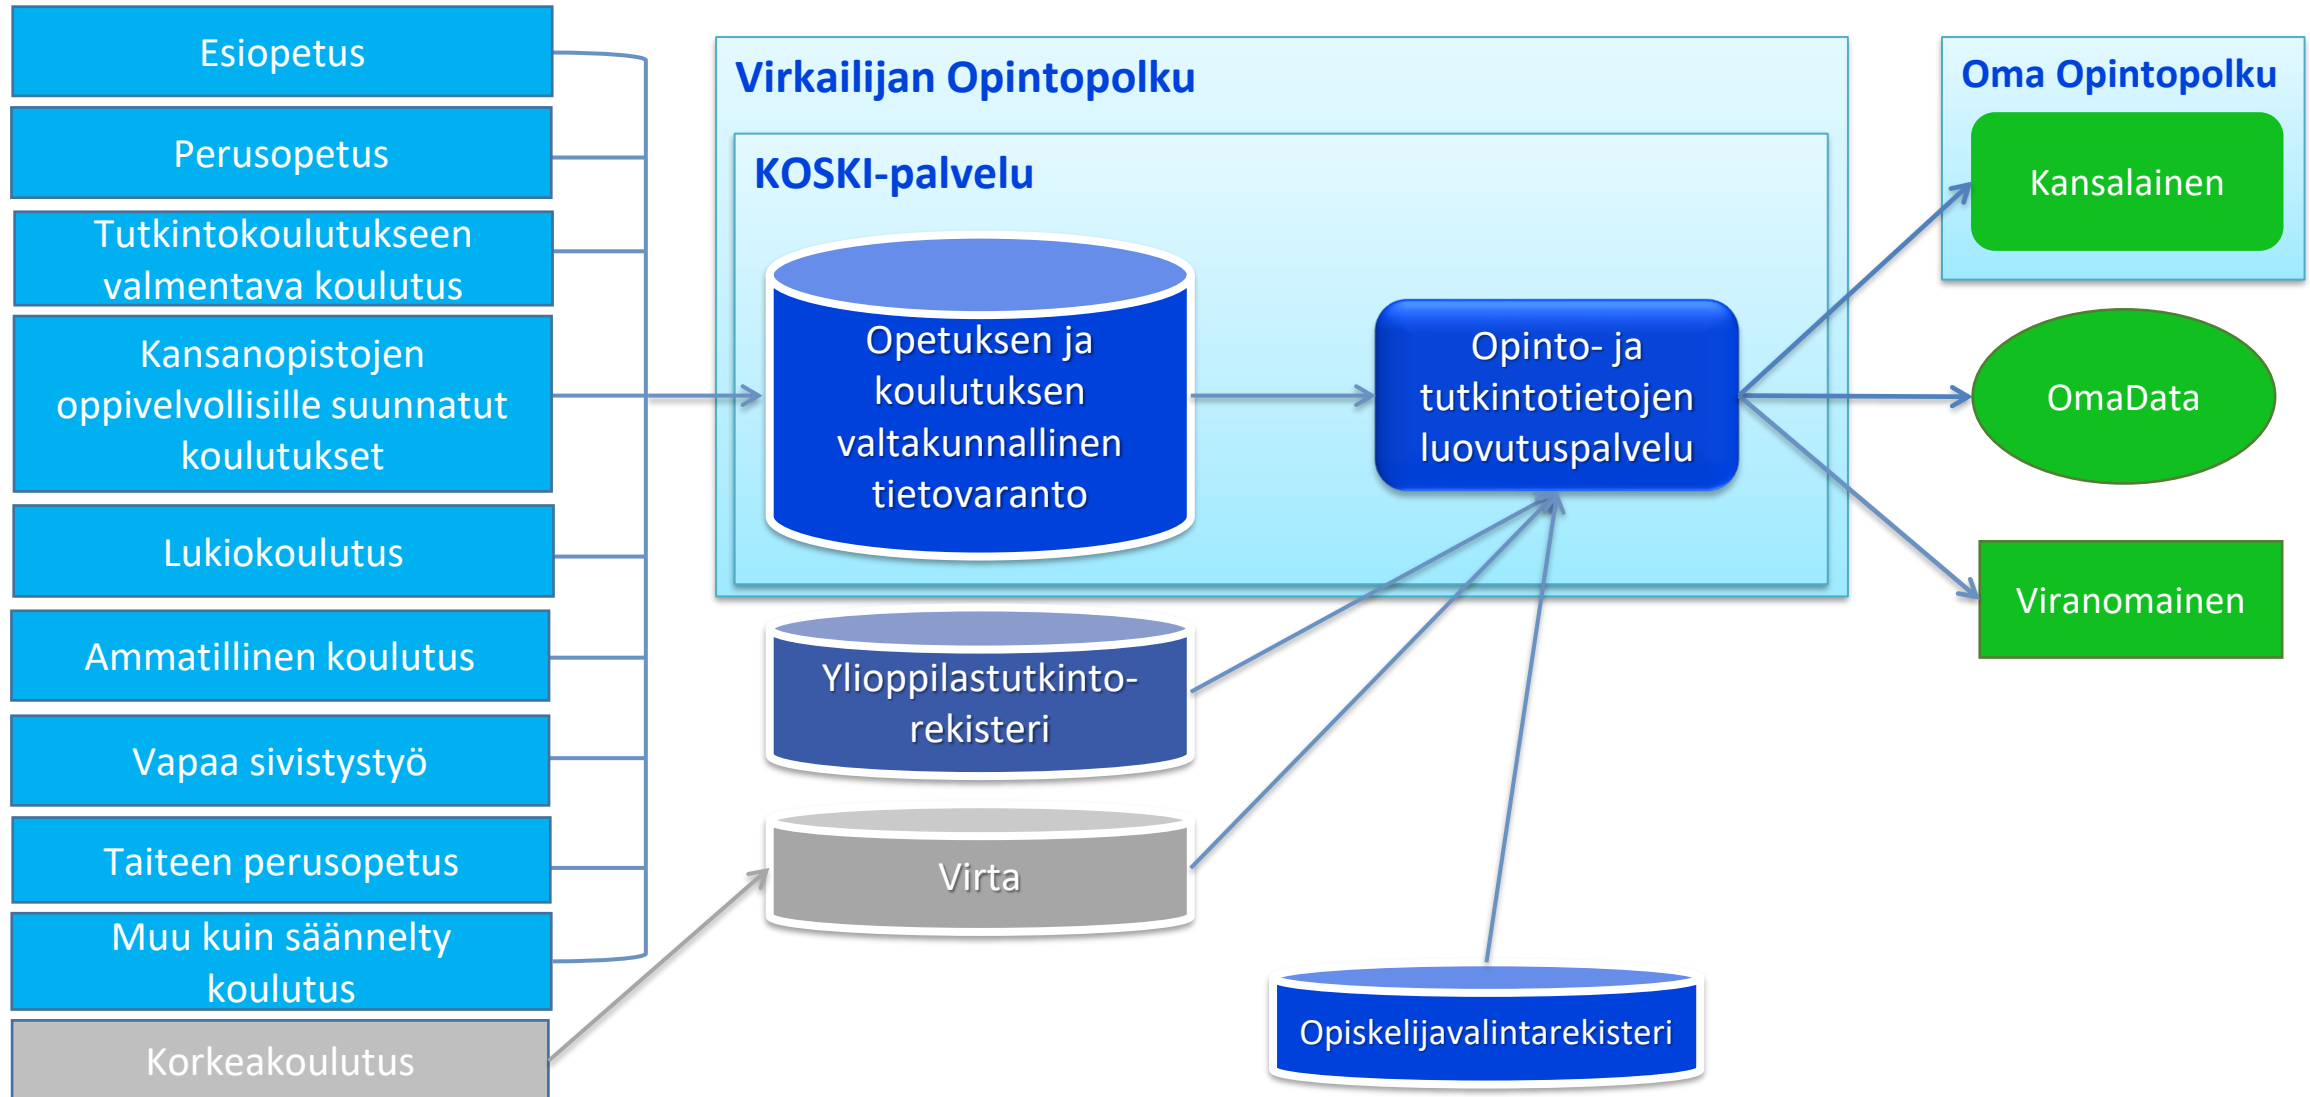 Esiopetus
Perusopetus
Tutkintokoulutukseen
valmentava koulutus
Kansanopistojen
oppivelvollisille suunnatut
koulutukset
Lukiokoulutus
Ammatillinen koulutus
Vapaa sivistystyö
Taiteen perusopetus
Muu kuin säännelty
koulutus
Korkeakoulutus
Virkailijan Opintopolku
KOSKI-palvelu
Opetuksen ja
koulutuksen
valtakunnallinen
tietovaranto
Opinto- ja
tutkintotietojen
luovutuspalvelu
Ylioppilastutkinto-
rekisteri
Virta
Opiskelijavalintarekisteri
Oma Opintopolku
Kansalainen
OmaData
Viranomainen